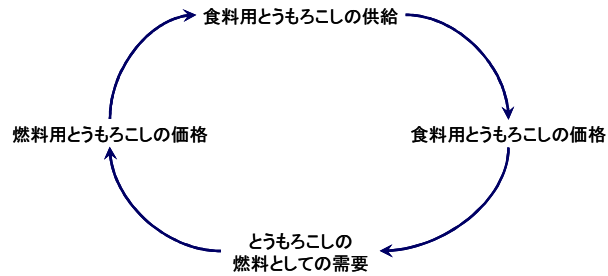 食料用とうもろこしの供給
燃料用とうもろこしの価格
食料用とうもろこしの価格
とうもろこしの
燃料としての需要